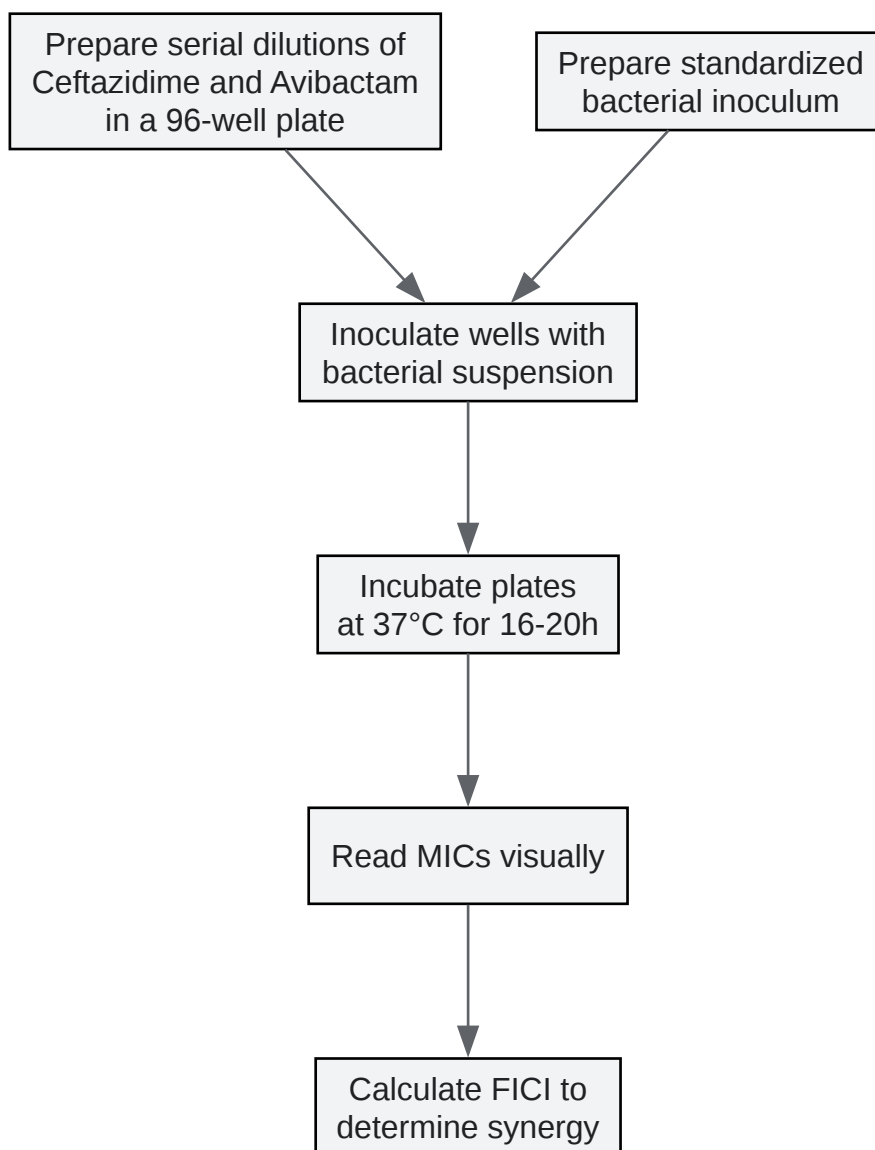 Prepare serial dilutions of
Ceftazidime and Avibactam
in a 96-well plate
Prepare standardized
bacterial inoculum
Inoculate wells with
bacterial suspension
Incubate plates
at 37°C for 16-20h
Read MICs visually
Calculate FICI to
determine synergy